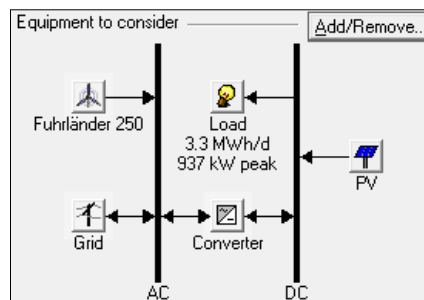 Equipment to consider
Add/Remove..
Fuhrländer 250
Load
3.3 MWh/d
937 kW peak
PV
Grid
Converter
AC
DC